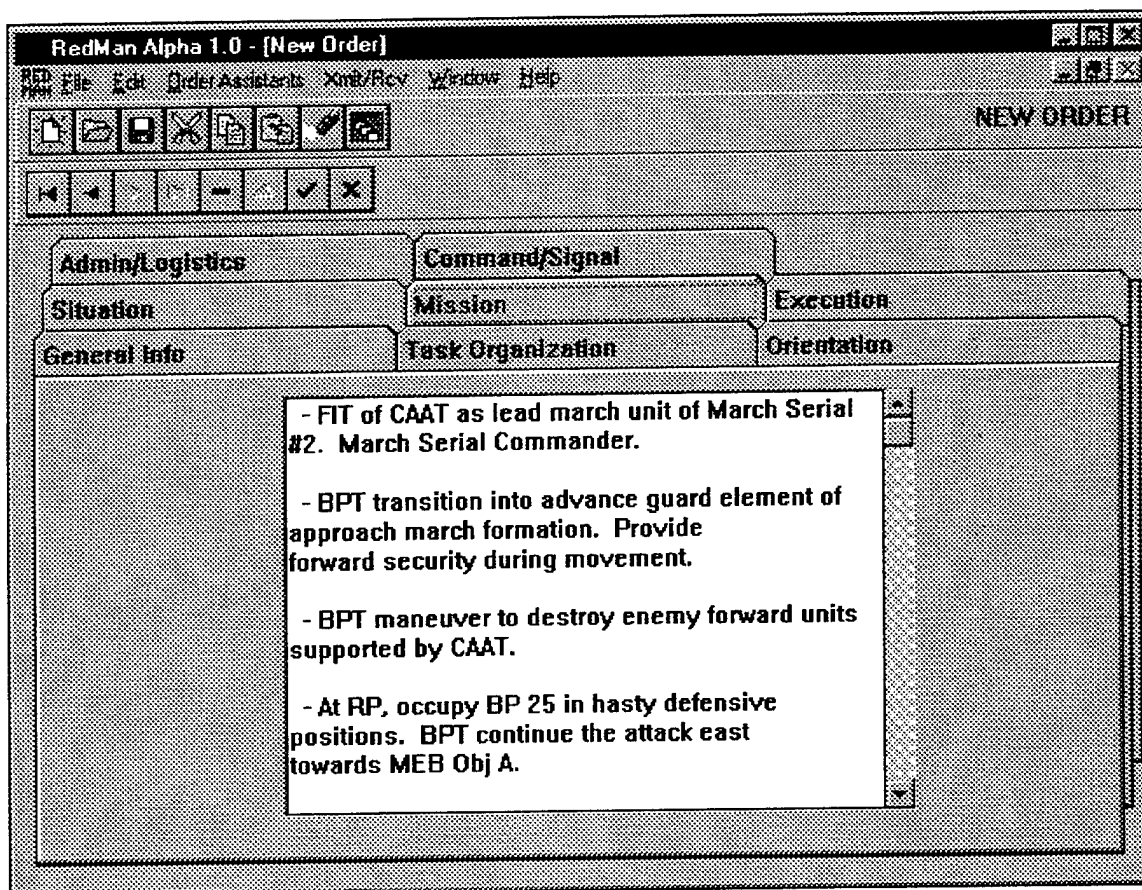 RedMan Alpha 1.0 - [New Order]
RED MAN File Edit Order Assistants Xmit/Rcv Window Help
NEW ORDER
Admin/Logistics Command/Signal
Situation Mission Execution
General Info Task Organization Orientation
- FIT of CAAT as lead march unit of March Serial
#2. March Serial Commander.
- BPT transition into advance guard element of
approach march formation. Provide
forward security during movement.
- BPT maneuver to destroy enemy forward units
supported by CAAT.
- At RP, occupy BP 25 in hasty defensive
positions. BPT continue the attack east
towards MEB Obj A.